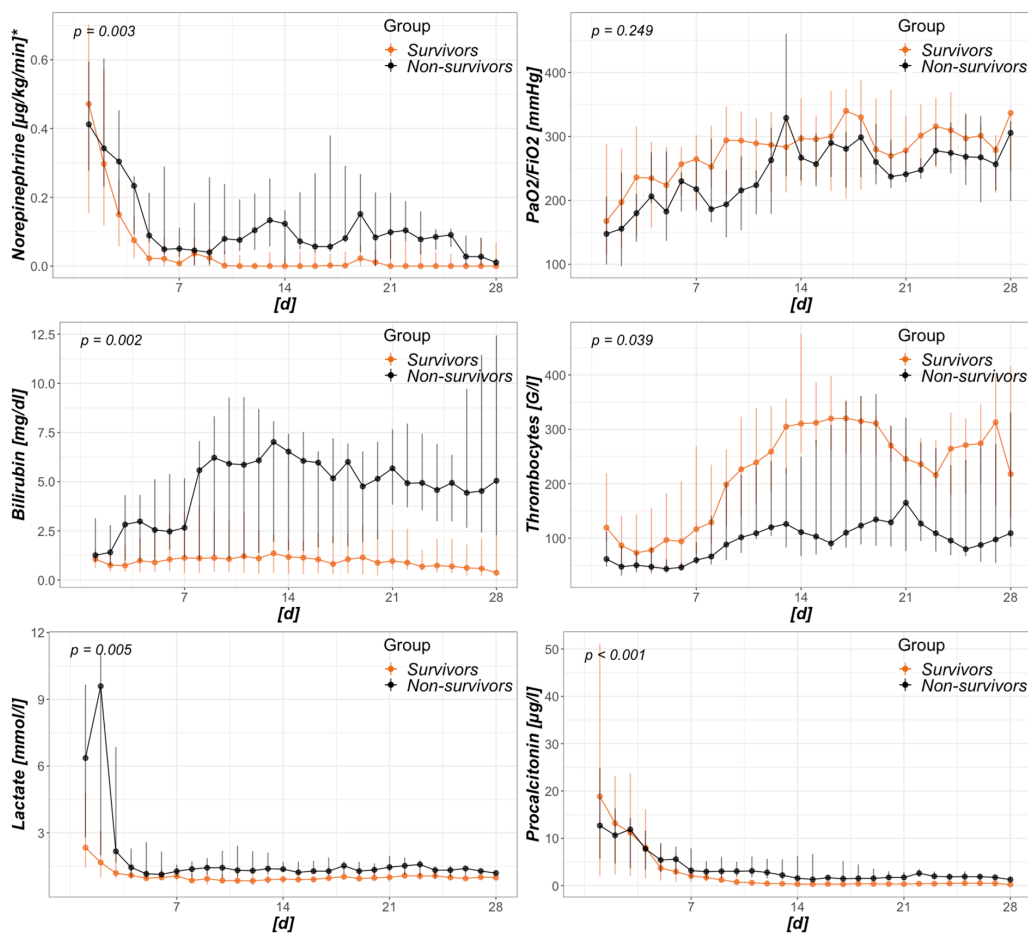 Norepinephrine [µg/kg/min]*
p = 0.003
Group
Survivors
Non-survivors
0.6
0.4
0.2
0.0
7
14
21
28
[d]
PaO2/FiO2 [mmHg]
p = 0.249
Group
Survivors
Non-survivors
400
300
200
100
7
14
21
28
[d]
Bilirubin [mg/dl]
p = 0.002
Group
Survivors
Non-survivors
12.5
10.0
7.5
5.0
2.5
0.0
7
14
21
28
[d]
Thrombocytes [G/l]
p = 0.039
Group
Survivors
Non-survivors
400
300
200
100
7
14
21
28
[d]
Lactate [mmol/l]
p = 0.005
Group
Survivors
Non-survivors
12
9
6
3
7
14
21
28
[d]
Procalcitonin [µg/l]
p < 0.001
Group
Survivors
Non-survivors
50
40
30
20
10
0
7
14
21
28
[d]